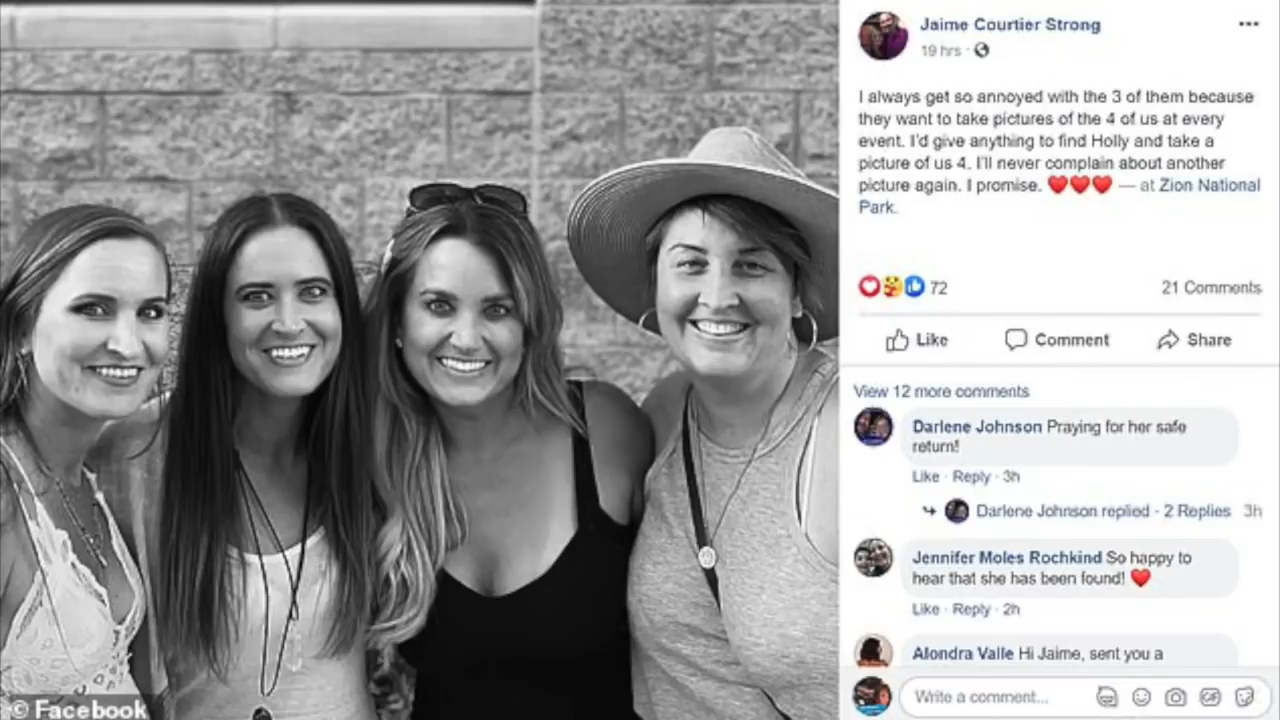 Jaime Courtier Strong
19 hrs ·
I always get so annoyed with the 3 of them because
they want to take pictures of the 4 of us at every
event. I'd give anything to find Holly and take a
picture of us 4. I'll never complain about another
picture again. I promise. ❤️❤️❤️ — at Zion National
Park.
72
21 Comments
Like Comment Share
View 12 more comments
Darlene Johnson Praying for her safe
return!
Like · Reply · 3h
Darlene Johnson replied · 2 Replies 3h
Jennifer Moles Rochkind So happy to
hear that she has been found! ❤️
Like · Reply · 2h
Alondra Valle Hi Jaime, sent you a
Write a comment...
GIF
© Facebook